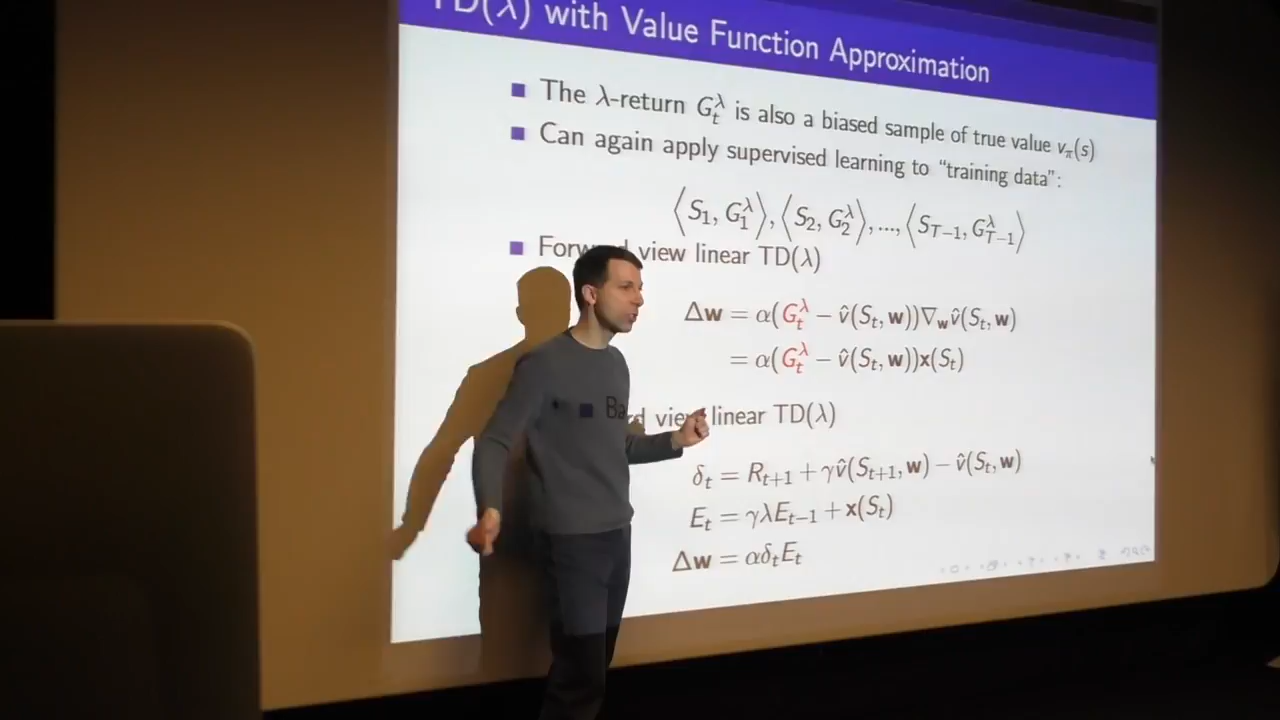 TD(λ) with Value Function Approximation
The λ-return G_t^λ is also a biased sample of true value v_π(s)
Can again apply supervised learning to “training data”:
⟨S_1, G_1^λ⟩, ⟨S_2, G_2^λ⟩, ..., ⟨S_{T−1}, G_{T−1}^λ⟩
Forward view linear TD(λ)
Δw = α(G_t^λ − v̂(S_t, w))∇_w v̂(S_t, w)
= α(G_t^λ − v̂(S_t, w))x(S_t)
view linear TD(λ)
δ_t = R_{t+1} + γv̂(S_{t+1}, w) − v̂(S_t, w)
E_t = γλE_{t−1} + x(S_t)
Δw = αδ_tE_t